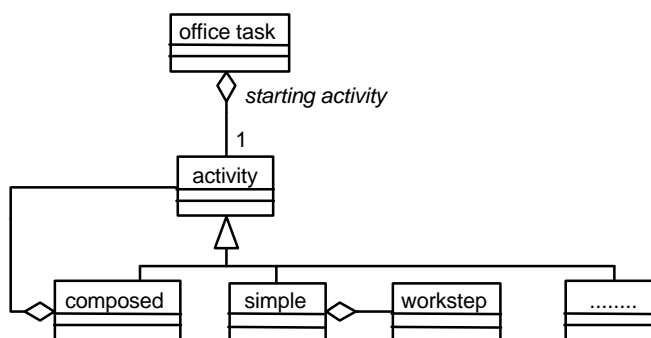 office task
starting activity
1
activity
composed
simple
workstep
........